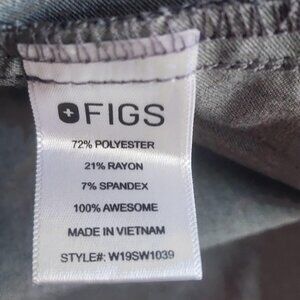 FIGS
72% POLYESTER
21% RAYON
7% SPANDEX
100% AWESOME
MADE IN VIETNAM
STYLE#: W19SW1039